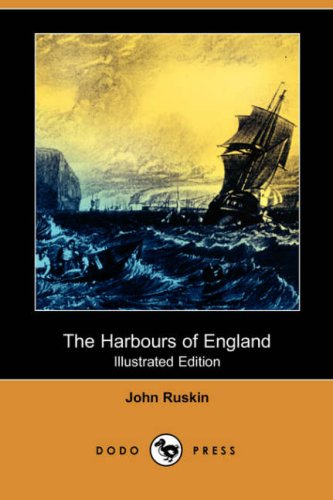 The Harbours of England
Illustrated Edition
John Ruskin
DODO PRESS